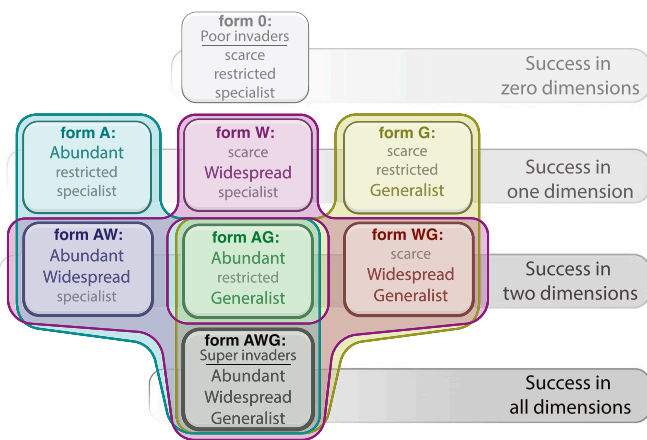 form 0:
Poor invaders
scarce
restricted
specialist
Success in
zero dimensions
form A:
Abundant
restricted
specialist
form W:
scarce
Widespread
specialist
form G:
scarce
restricted
Generalist
Success in
one dimension
form AW:
Abundant
Widespread
specialist
form AG:
Abundant
restricted
Generalist
form WG:
scarce
Widespread
Generalist
Success in
two dimensions
form AWG:
Super invaders
Abundant
Widespread
Generalist
Success in
all dimensions